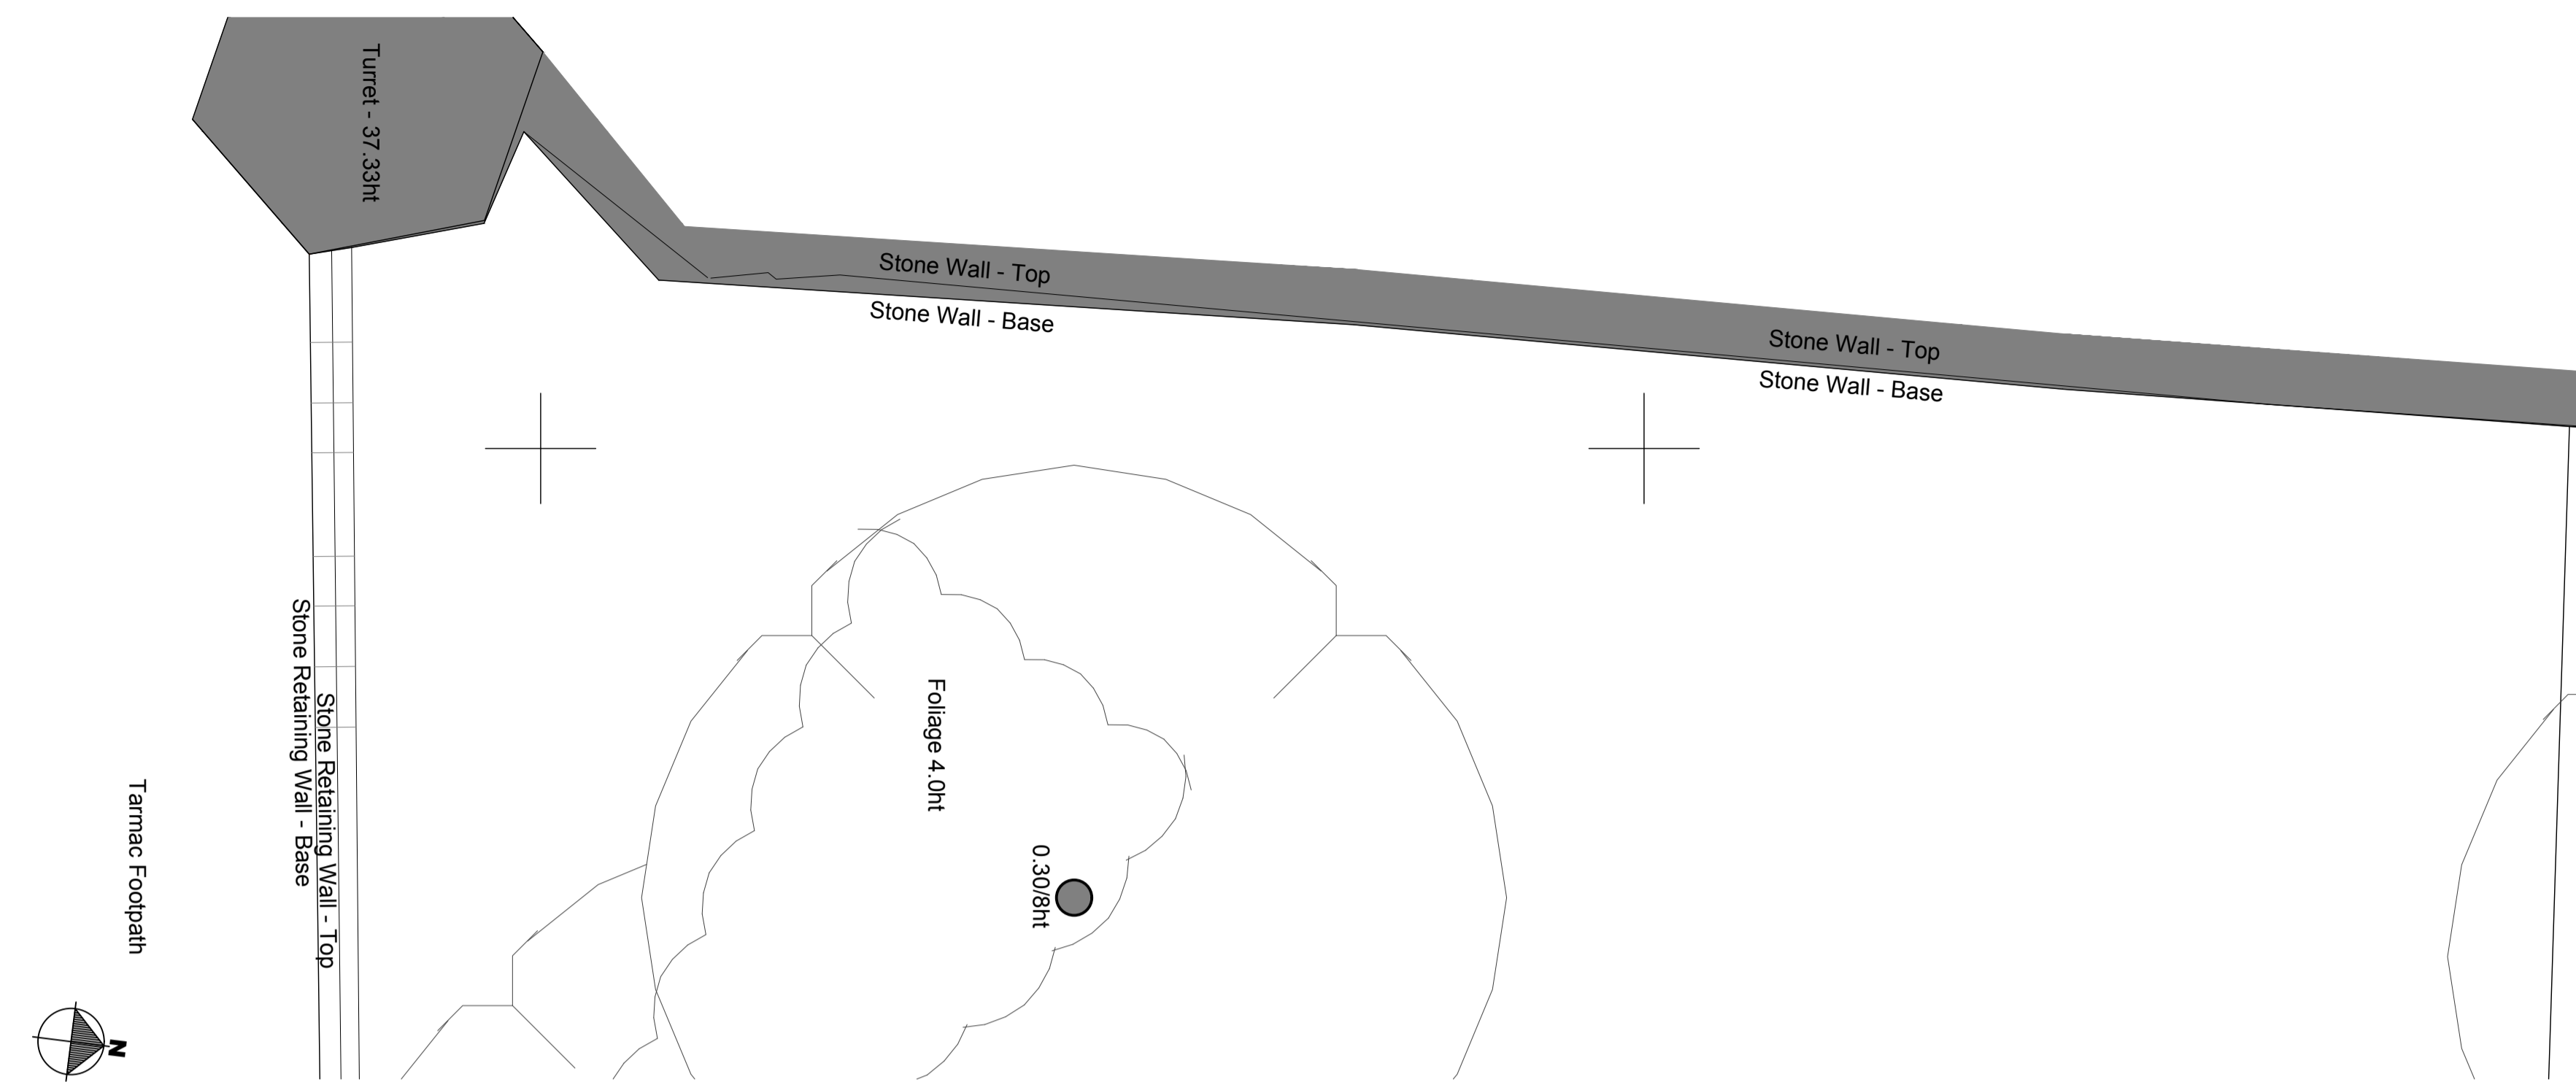 Turret - 37.33ht
Stone Wall - Top
Stone Wall - Base
Stone Wall - Top
Stone Wall - Base
Stone Retaining Wall - Base
Stone Retaining Wall - Top
Foliage 4.0ht
0.30/8ht
Tarmac Footpath
N